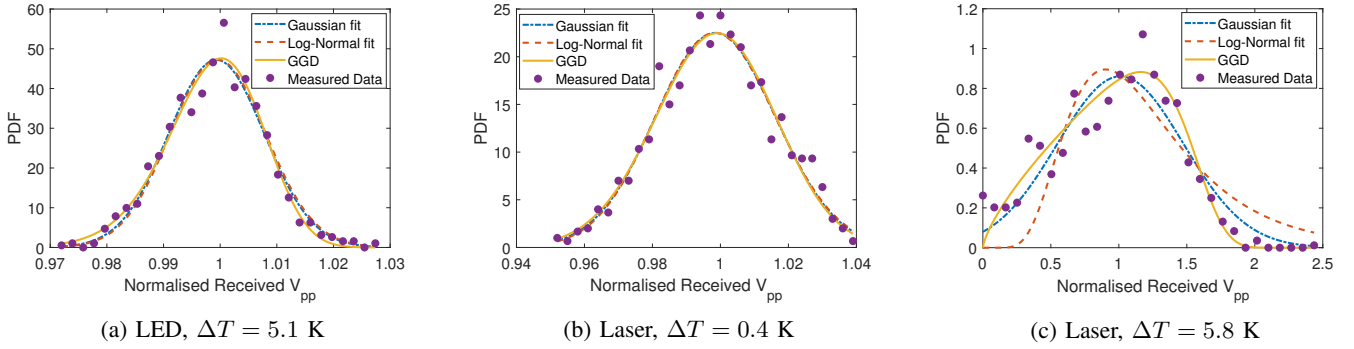 60
50
40
30
20
10
0
PDF
0.97
0.98
0.99
1
1.01
1.02
1.03
Normalised Received Vpp
Gaussian fit
Log-Normal fit
GGD
Measured Data
(a) LED, ΔT = 5.1 K
25
20
15
10
5
0
PDF
0.94
0.96
0.98
1
1.02
1.04
Normalised Received Vpp
Gaussian fit
Log-Normal fit
GGD
Measured Data
(b) Laser, ΔT = 0.4 K
1.2
1
0.8
0.6
0.4
0.2
0
PDF
0
0.5
1
1.5
2
2.5
Normalised Received Vpp
Gaussian fit
Log-Normal fit
GGD
Measured Data
(c) Laser, ΔT = 5.8 K